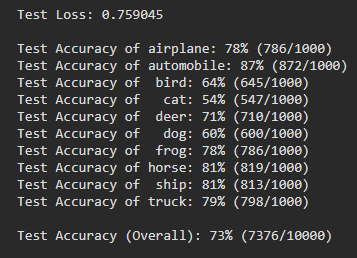 Test Loss: 0.759045
Test Accuracy of airplane: 78% (786/1000)
Test Accuracy of automobile: 87% (872/1000)
Test Accuracy of  bird: 64% (645/1000)
Test Accuracy of   cat: 54% (547/1000)
Test Accuracy of  deer: 71% (710/1000)
Test Accuracy of   dog: 60% (600/1000)
Test Accuracy of  frog: 78% (786/1000)
Test Accuracy of horse: 81% (819/1000)
Test Accuracy of  ship: 81% (813/1000)
Test Accuracy of truck: 79% (798/1000)
Test Accuracy (Overall): 73% (7376/10000)